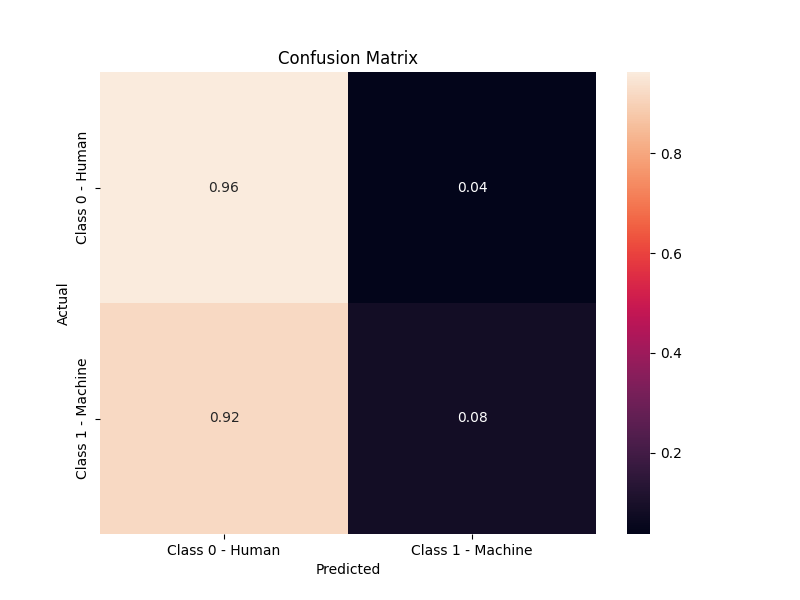 Confusion Matrix
Class 0 - Human
0.96
0.04
0.8
0.6
Actual
0.4
Class 1 - Machine
0.92
0.08
0.2
Class 0 - Human
Class 1 - Machine
Predicted